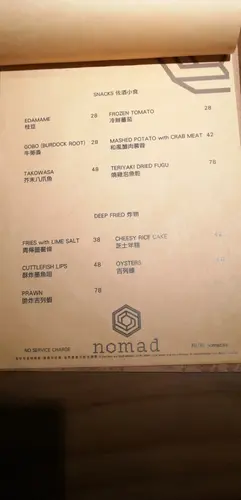 SNACKS 佐酒小食
EDAMAME 28
枝豆
FROZEN TOMATO 28
冷鮮蕃茄
GOBO (BURDOCK ROOT) 28
牛蒡
MASHED POTATO with CRAB MEAT 42
和風蟹肉薯蓉
TAKOWASA 48
芥末八爪魚
TERIYAKI DRIED FUGU 78
燒雞泡魚乾
DEEP FRIED 炸物
FRIES with LIME SALT 38
青檸鹽薯條
CHEESY RICE CAKE
芝士年糕
CUTTLEFISH LIPS 48
酥炸墨魚咀
OYSTERS
吉列蠔
PRAWN 78
脆炸吉列蝦
nomad
NO SERVICE CHARGE